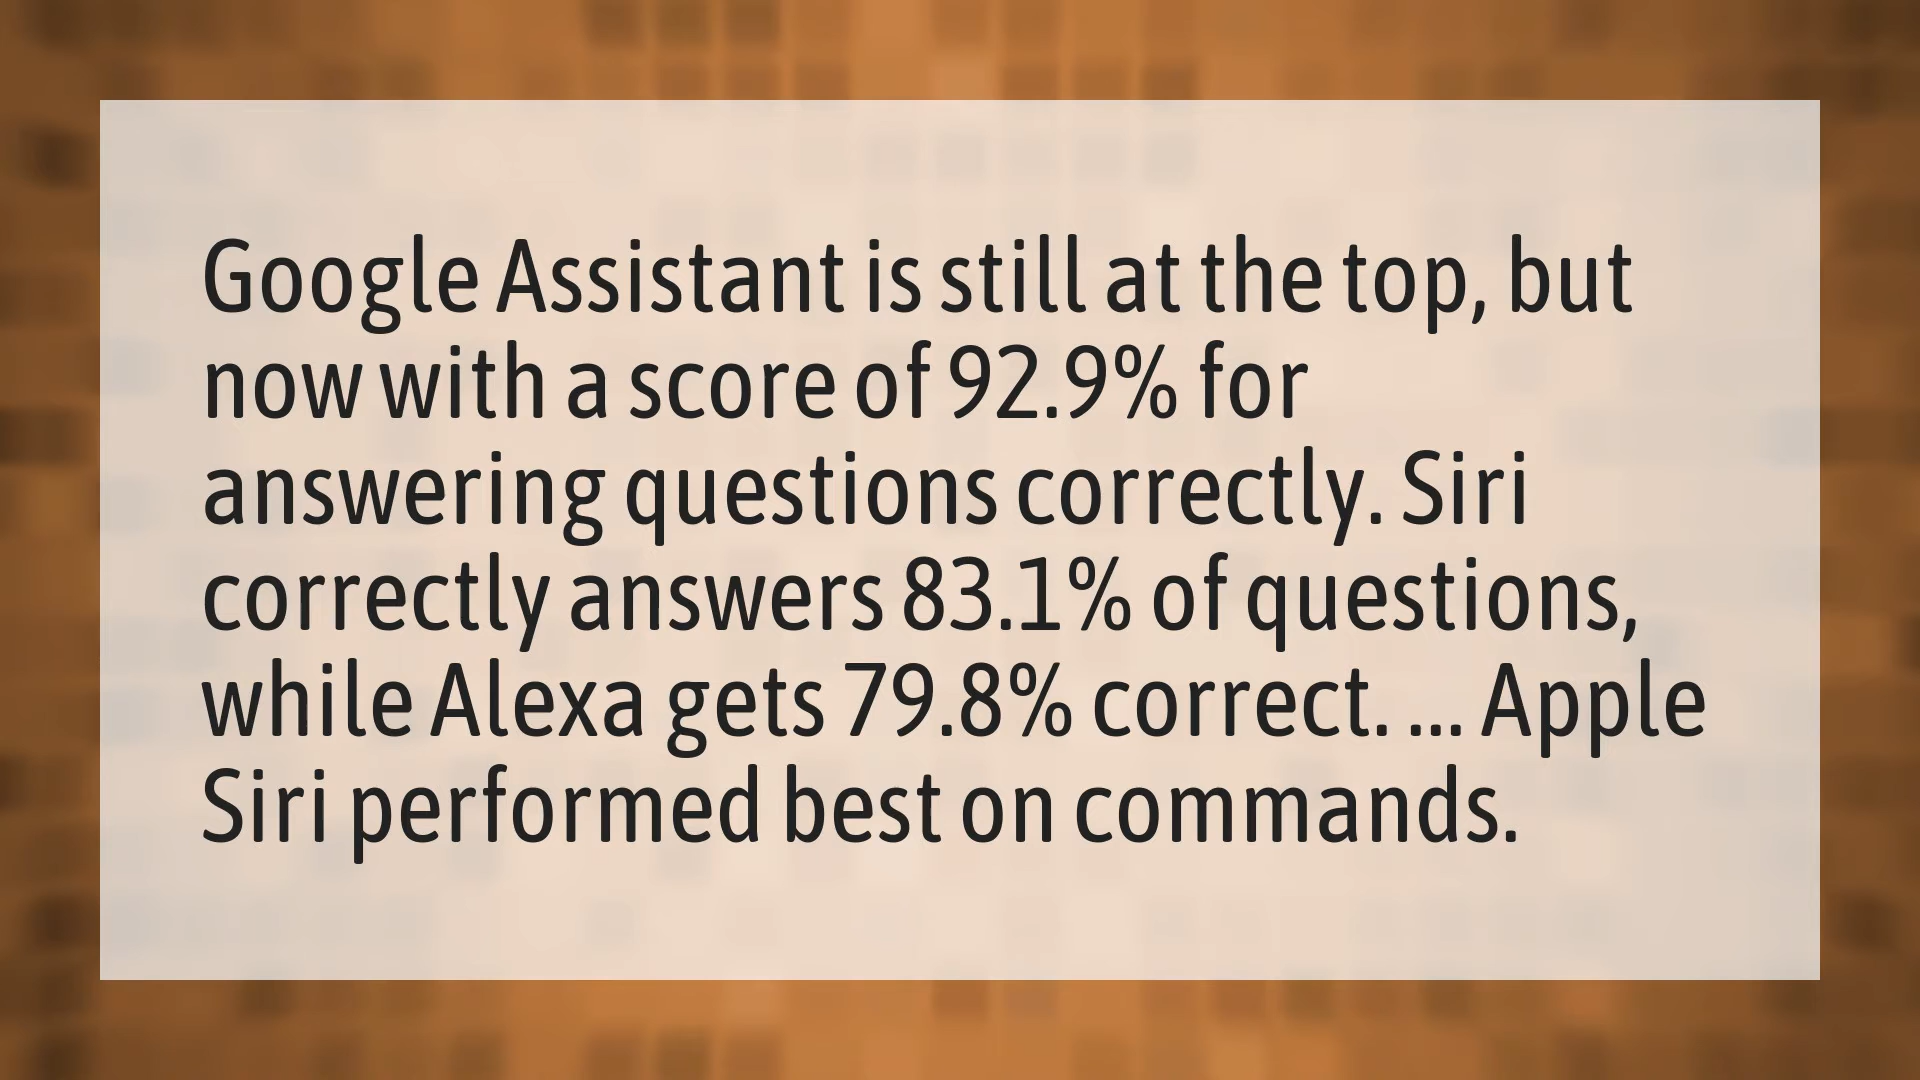 Google Assistant is still at the top, but
now with a score of 92.9% for
answering questions correctly. Siri
correctly answers 83.1% of questions,
while Alexa gets 79.8% correct. ... Apple
Siri performed best on commands.